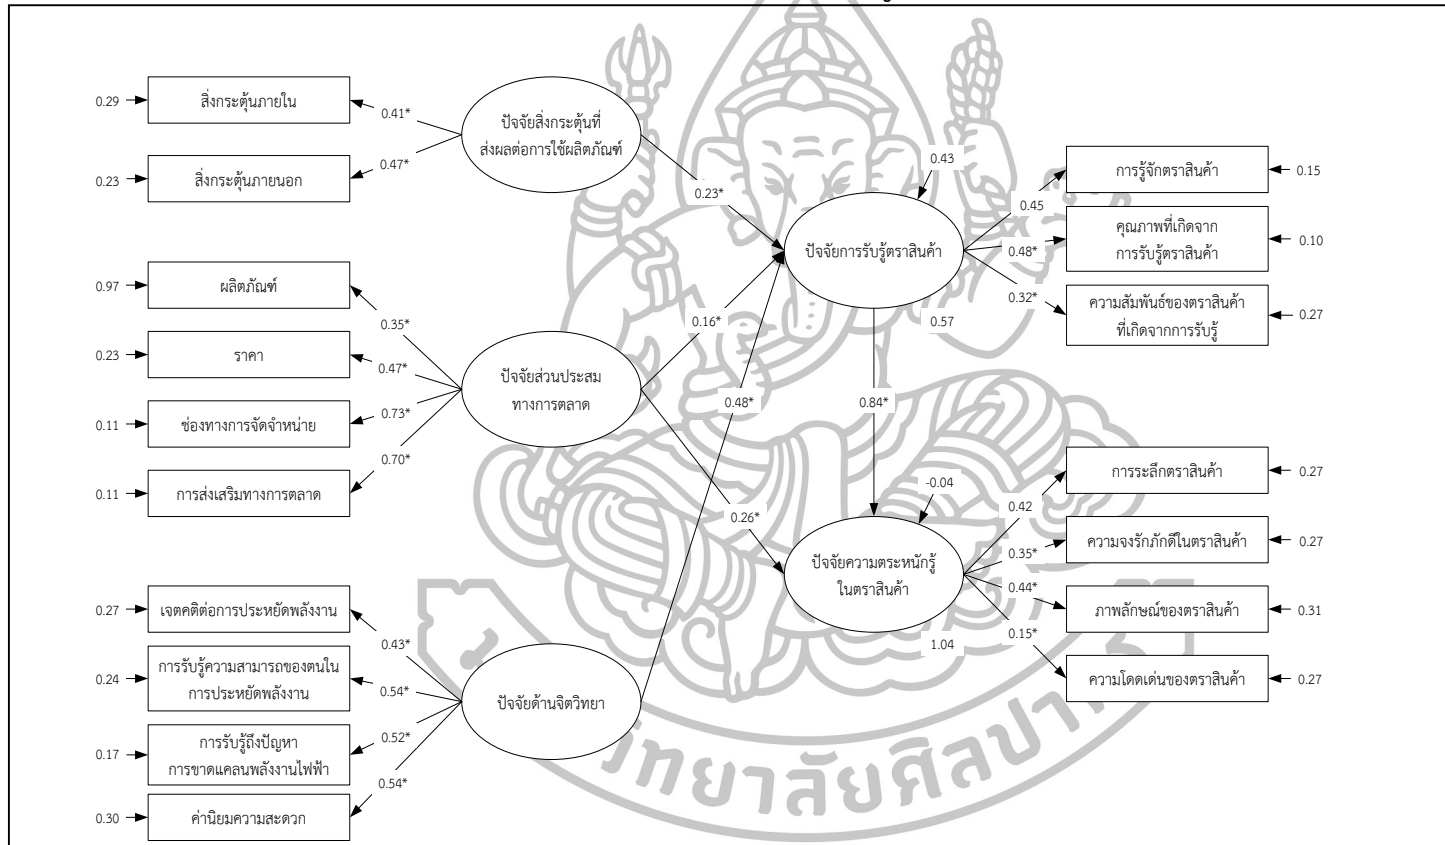 0.29
สิ่งกระตุ้นภายใน
0.41*
0.23
สิ่งกระตุ้นภายนอก
0.47*
ปัจจัยสิ่งกระตุ้นที่
ส่งผลต่อการใช้ผลิตภัณฑ์
0.23*
0.97
ผลิตภัณฑ์
0.35*
0.23
ราคา
0.47*
0.11
ช่องทางการจัดจำหน่าย
0.73*
0.11
การส่งเสริมทางการตลาด
0.70*
ปัจจัยส่วนประสม
ทางการตลาด
0.16*
0.26*
0.27
เจตคติต่อการประหยัดพลังงาน
0.43*
0.24
การรับรู้ความสามารถของตนใน
การประหยัดพลังงาน
0.54*
0.17
การรับรู้ถึงปัญหา
การขาดแคลนพลังงานไฟฟ้า
0.52*
0.30
ค่านิยมความสะดวก
0.54*
ปัจจัยด้านจิตวิทยา
0.48*
0.43
ปัจจัยการรับรู้ตราสินค้า
0.57
0.84*
0.45
การรู้จักตราสินค้า
0.15
0.48*
คุณภาพที่เกิดจาก
การรับรู้ตราสินค้า
0.10
0.32*
ความสัมพันธ์ของตราสินค้า
ที่เกิดจากการรับรู้
0.27
-0.04
ปัจจัยความตระหนักรู้
ในตราสินค้า
1.04
0.42
การระลึกตราสินค้า
0.27
0.35*
ความจงรักภักดีในตราสินค้า
0.27
0.44*
ภาพลักษณ์ของตราสินค้า
0.31
0.15*
ความโดดเด่นของตราสินค้า
0.27